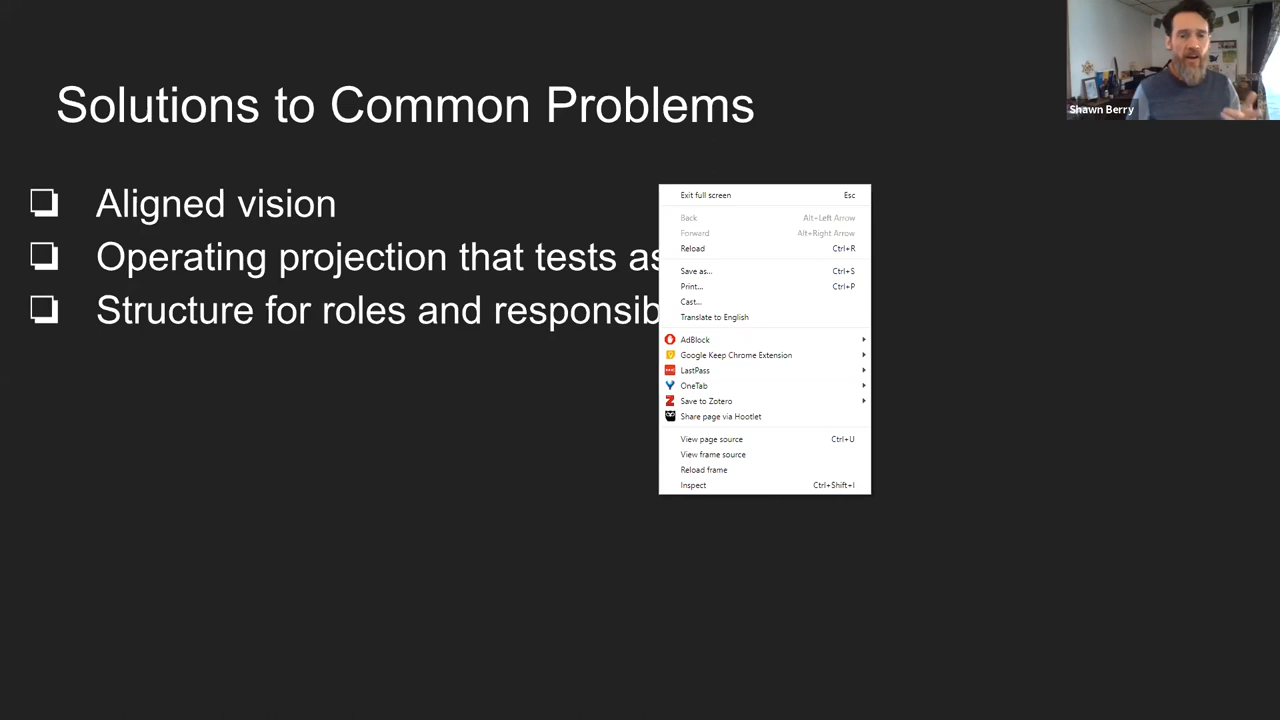 Shawn Berry
Solutions to Common Problems
Aligned vision
Operating projection that tests as
Structure for roles and responsib
Exit full screen Esc
Back Alt+Left Arrow
Forward Alt+Right Arrow
Reload Ctrl+R
Save as... Ctrl+S
Print... Ctrl+P
Cast...
Translate to English
AdBlock
Google Keep Chrome Extension
LastPass
OneTab
Save to Zotero
Share page via Hootlet
View page source Ctrl+U
View frame source
Reload frame
Inspect Ctrl+Shift+I